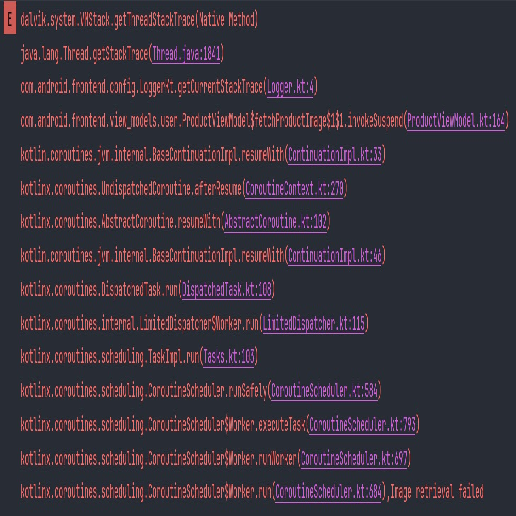 E dalvik.system.VMStack.getThreadStackTrace(Native Method)
java.lang.Thread.getStackTrace(Thread.java:1841)
com.android.frontend.config.LoggerKt.getCurrentStackTrace(Logger.kt:4)
com.android.frontend.view_models.user.ProductViewModel$fetchProductImage$1$1.invokeSuspend(ProductViewModel.kt:164)
kotlin.coroutines.jvm.internal.BaseContinuationImpl.resumeWith(ContinuationImpl.kt:33)
kotlinx.coroutines.UndispatchedCoroutine.afterResume(CoroutineContext.kt:270)
kotlinx.coroutines.AbstractCoroutine.resumeWith(AbstractCoroutine.kt:102)
kotlin.coroutines.jvm.internal.BaseContinuationImpl.resumeWith(ContinuationImpl.kt:46)
kotlinx.coroutines.DispatchedTask.run(DispatchedTask.kt:108)
kotlinx.coroutines.internal.LimitedDispatcher$Worker.run(LimitedDispatcher.kt:115)
kotlinx.coroutines.scheduling.TaskImpl.run(Tasks.kt:103)
kotlinx.coroutines.scheduling.CoroutineScheduler.runSafely(CoroutineScheduler.kt:584)
kotlinx.coroutines.scheduling.CoroutineScheduler$Worker.executeTask(CoroutineScheduler.kt:793)
kotlinx.coroutines.scheduling.CoroutineScheduler$Worker.runWorker(CoroutineScheduler.kt:697)
kotlinx.coroutines.scheduling.CoroutineScheduler$Worker.run(CoroutineScheduler.kt:684),Image retrieval failed